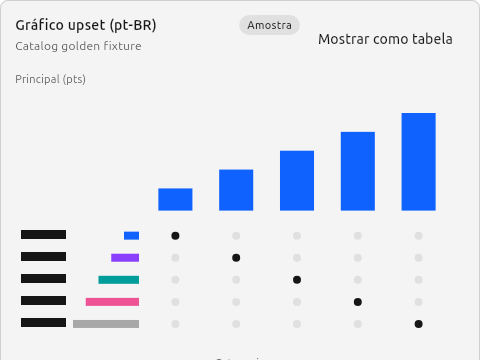 Gráfico upset (pt-BR)
Amostra
Catalog golden fixture
Mostrar como tabela
Principal (pts)